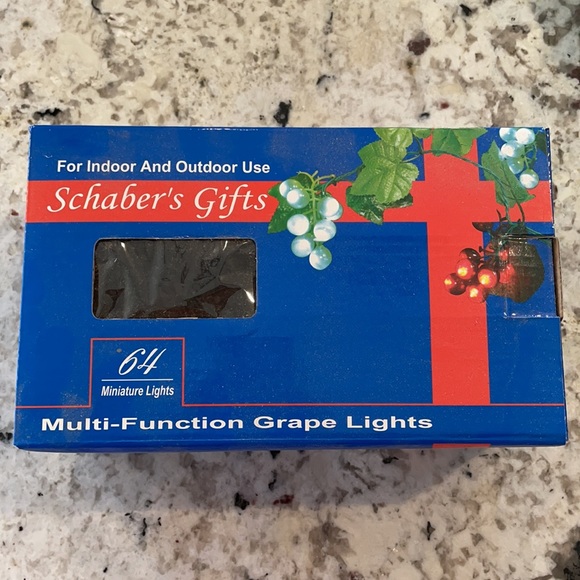 For Indoor And Outdoor Use
Schaber's Gifts
64
Miniature Lights
Multi-Function Grape Lights